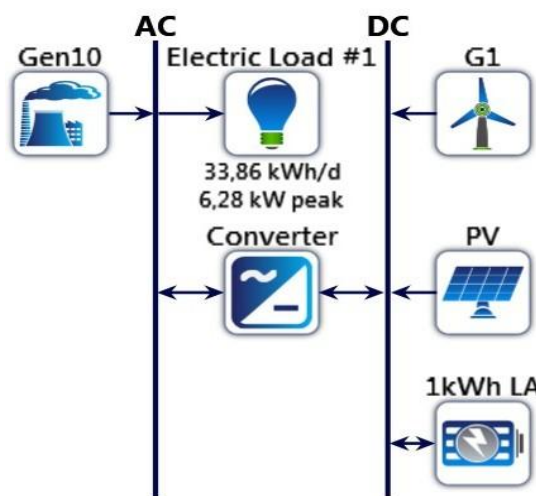 AC
DC
Gen10
Electric Load #1
G1
33,86 kWh/d
6,28 kW peak
Converter
PV
1kWh LA